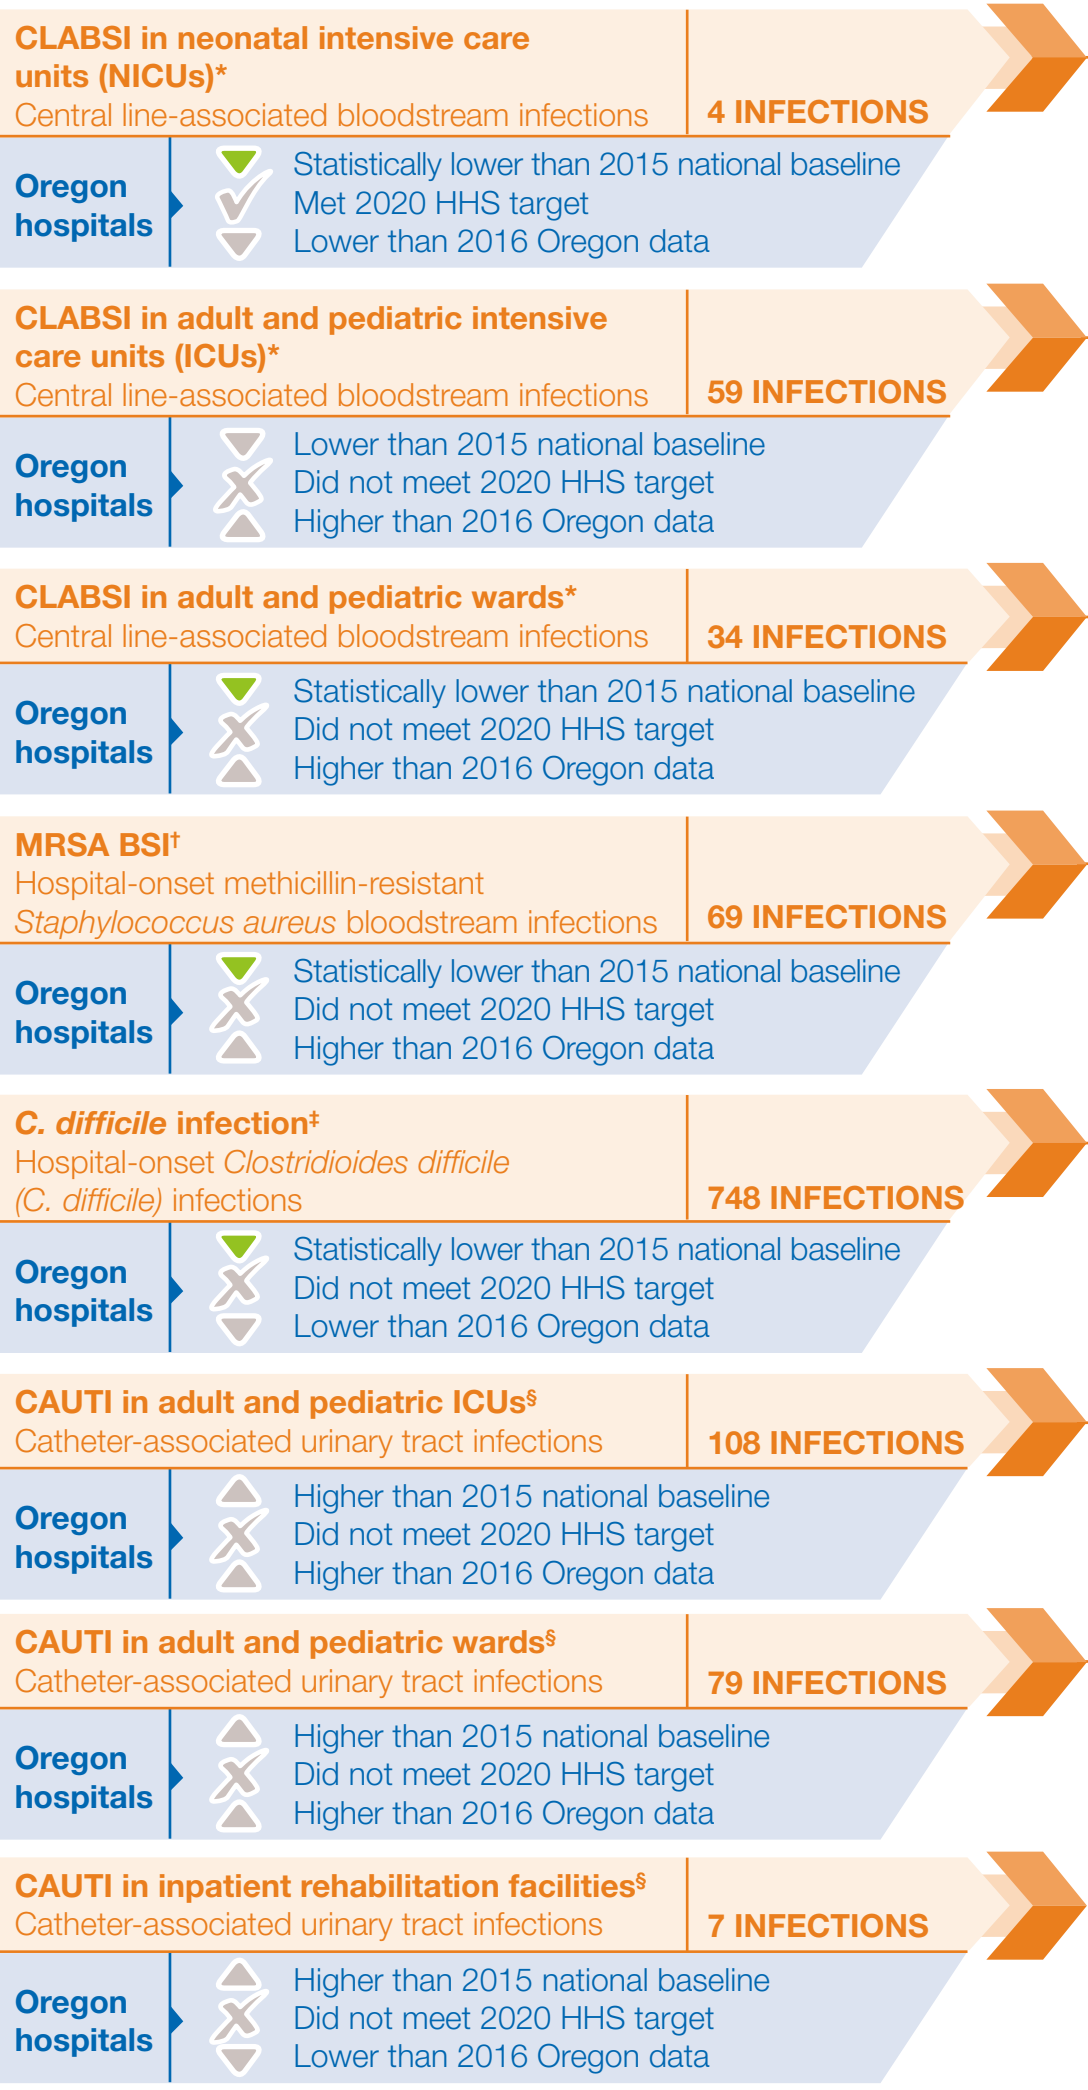 CLABSI in neonatal intensive care
units (NICUs)*
Central line-associated bloodstream infections
4 INFECTIONS
Oregon
hospitals
Statistically lower than 2015 national baseline
Met 2020 HHS target
Lower than 2016 Oregon data
CLABSI in adult and pediatric intensive
care units (ICUs)*
Central line-associated bloodstream infections
59 INFECTIONS
Oregon
hospitals
Lower than 2015 national baseline
Did not meet 2020 HHS target
Higher than 2016 Oregon data
CLABSI in adult and pediatric wards*
Central line-associated bloodstream infections
34 INFECTIONS
Oregon
hospitals
Statistically lower than 2015 national baseline
Did not meet 2020 HHS target
Higher than 2016 Oregon data
MRSA BSI†
Hospital-onset methicillin-resistant
Staphylococcus aureus bloodstream infections
69 INFECTIONS
Oregon
hospitals
Statistically lower than 2015 national baseline
Did not meet 2020 HHS target
Higher than 2016 Oregon data
C. difficile infection‡
Hospital-onset Clostridioides difficile
(C. difficile) infections
748 INFECTIONS
Oregon
hospitals
Statistically lower than 2015 national baseline
Did not meet 2020 HHS target
Lower than 2016 Oregon data
CAUTI in adult and pediatric ICUs§
Catheter-associated urinary tract infections
108 INFECTIONS
Oregon
hospitals
Higher than 2015 national baseline
Did not meet 2020 HHS target
Higher than 2016 Oregon data
CAUTI in adult and pediatric wards§
Catheter-associated urinary tract infections
79 INFECTIONS
Oregon
hospitals
Higher than 2015 national baseline
Did not meet 2020 HHS target
Higher than 2016 Oregon data
CAUTI in inpatient rehabilitation facilities§
Catheter-associated urinary tract infections
7 INFECTIONS
Oregon
hospitals
Higher than 2015 national baseline
Did not meet 2020 HHS target
Lower than 2016 Oregon data